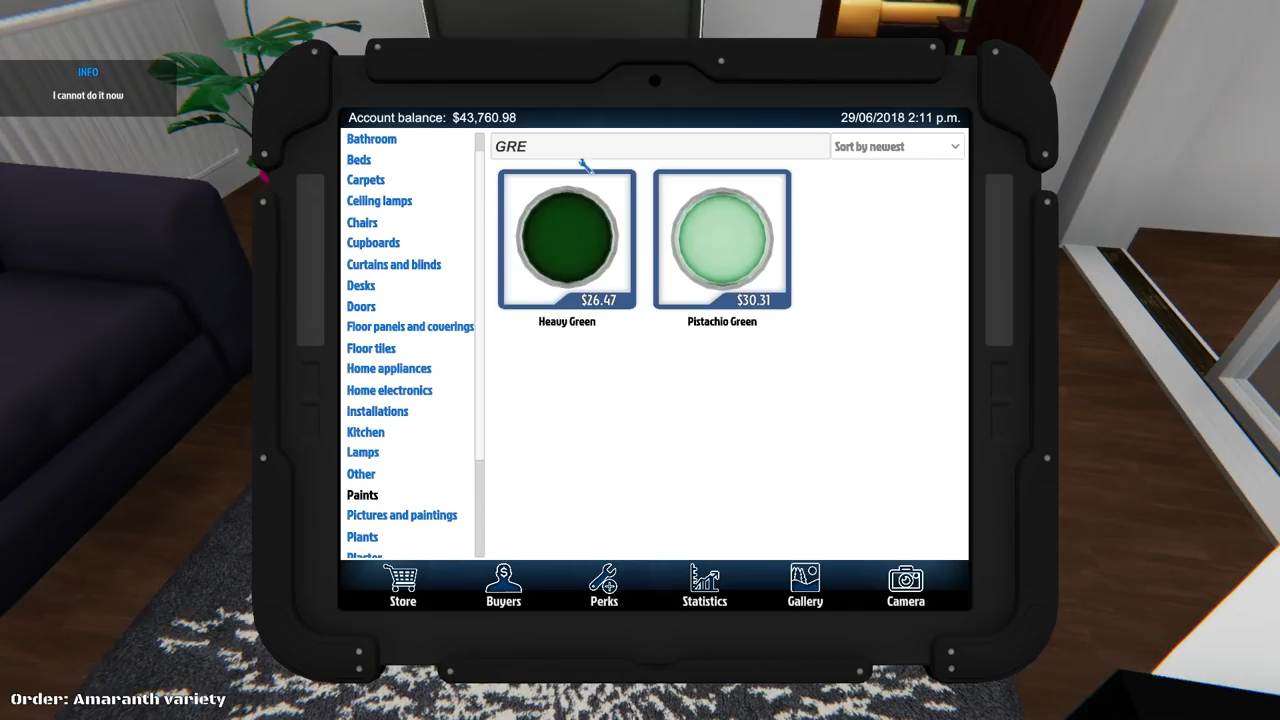 INFO
I cannot do it now
Account balance: $43,760.98
29/06/2018 2:11 p.m.
Bathroom
Beds
Carpets
Ceiling lamps
Chairs
Cupboards
Curtains and blinds
Desks
Doors
Floor panels and coverings
Floor tiles
Home appliances
Home electronics
Installations
Kitchen
Lamps
Other
Paints
Pictures and paintings
Plants
Plaster
GRE
Sort by newest
$26.47
Heavy Green
$30.31
Pistachio Green
Store
Buyers
Perks
Statistics
Gallery
Camera
Order: Amaranth variety